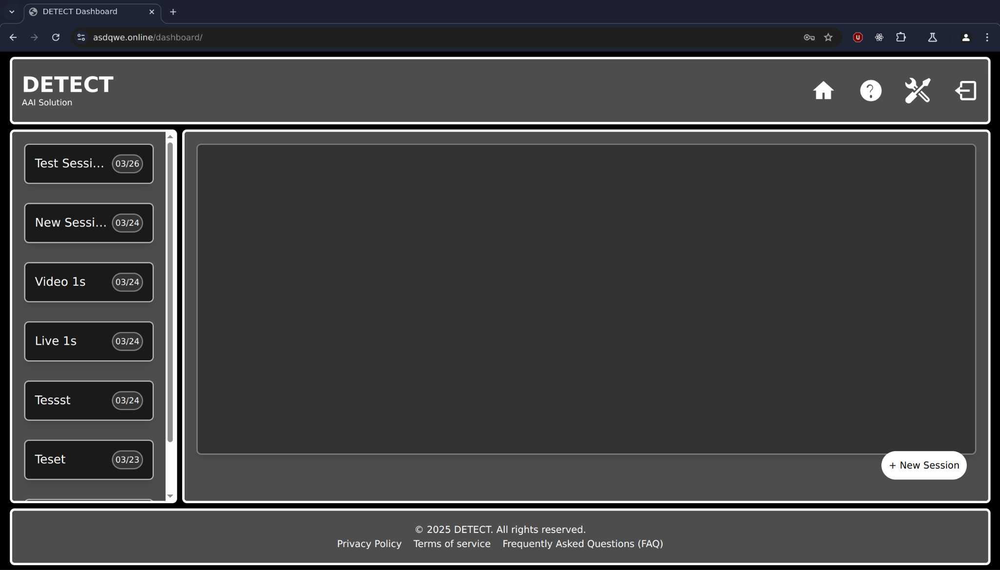 DETECT Dashboard
asdqwe.online/dashboard/
DETECT
AAI Solution
Test Sessi... 03/26
New Sessi... 03/24
Video 1s 03/24
Live 1s 03/24
Tessst 03/24
Teset 03/23
+ New Session
© 2025 DETECT. All rights reserved.
Privacy Policy Terms of service Frequently Asked Questions (FAQ)